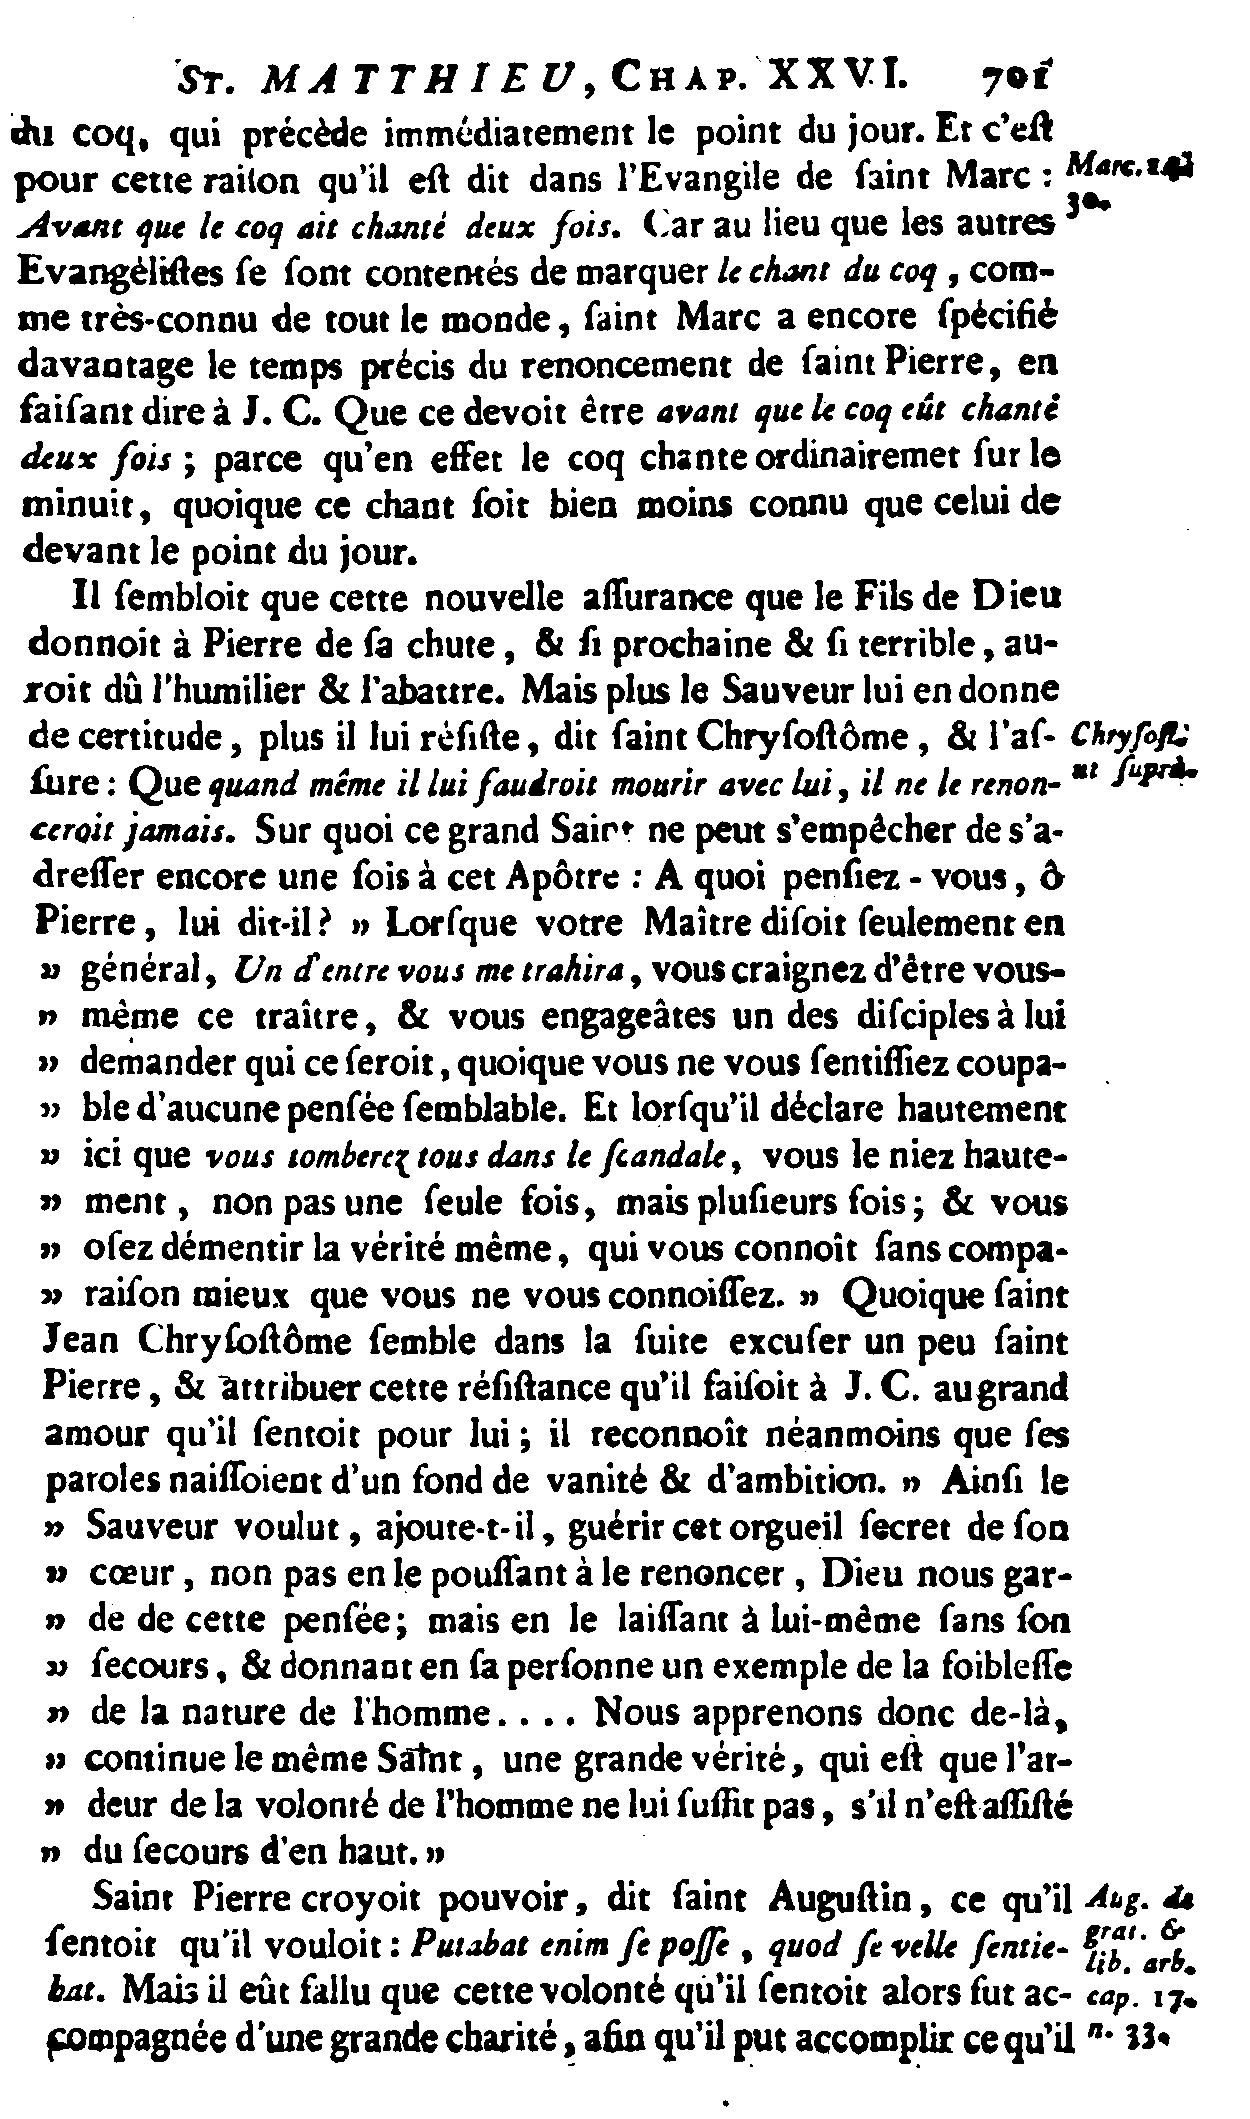 ST. MATTHIEU, CHAP. XXVI. 701
du coq, qui précède immédiatement le point du jour. Et c'eſt
pour cette raiſon qu'il eſt dit dans l'Evangile de ſaint Marc : Marc. 14.
Avant que le coq ait chanté deux fois. Car au lieu que les autres 30.
Evangéliſtes ſe ſont contentés de marquer le chant du coq, com-
me très-connu de tout le monde, ſaint Marc a encore ſpécifié
davantage le temps précis du renoncement de ſaint Pierre, en
faiſant dire à J. C. Que ce devoit être avant que le coq eût chanté
deux fois ; parce qu'en effet le coq chante ordinairemet ſur le
minuit, quoique ce chant ſoit bien moins connu que celui de
devant le point du jour.
Il ſembloit que cette nouvelle aſſurance que le Fils de Dieu
donnoit à Pierre de ſa chute, & ſi prochaine & ſi terrible, au-
roit dû l'humilier & l'abattre. Mais plus le Sauveur lui en donne
de certitude, plus il lui réſiſte, dit ſaint Chryſoſtôme, & l'aſ- Chryſoſt.
ſure : Que quand même il lui faudroit mourir avec lui, il ne le renon- ut ſuprà.
ceroit jamais. Sur quoi ce grand Saint ne peut s'empêcher de s'a-
dreſſer encore une fois à cet Apôtre : A quoi penſiez - vous, ô
Pierre, lui dit-il ? » Lorſque votre Maître diſoit ſeulement en
» général, Un d'entre vous me trahira, vous craignez d'être vous-
» même ce traître, & vous engageâtes un des diſciples à lui
» demander qui ce ſeroit, quoique vous ne vous ſentiſſiez coupa-
» ble d'aucune penſée ſemblable. Et lorſqu'il déclare hautement
» ici que vous tomberez tous dans le ſcandale, vous le niez haute-
» ment, non pas une ſeule fois, mais pluſieurs fois ; & vous
» oſez démentir la vérité même, qui vous connoît ſans compa-
» raiſon mieux que vous ne vous connoiſſez. » Quoique ſaint
Jean Chryſoſtôme ſemble dans la ſuite excuſer un peu ſaint
Pierre, & attribuer cette réſiſtance qu'il faiſoit à J. C. au grand
amour qu'il ſentoit pour lui ; il reconnoît néanmoins que ſes
paroles naiſſoient d'un fond de vanité & d'ambition. » Ainſi le
» Sauveur voulut, ajoute-t-il, guérir cet orgueil ſecret de ſon
» cœur, non pas en le pouſſant à le renoncer, Dieu nous gar-
» de de cette penſée ; mais en le laiſſant à lui-même ſans ſon
» ſecours, & donnant en ſa perſonne un exemple de la foibleſſe
» de la nature de l'homme.... Nous apprenons donc de-là,
» continue le même Saint, une grande vérité, qui eſt que l'ar-
» deur de la volonté de l'homme ne lui ſuffit pas, s'il n'eſt aſſiſté
» du ſecours d'en haut. »
Saint Pierre croyoit pouvoir, dit ſaint Auguſtin, ce qu'il Aug. de
ſentoit qu'il vouloit : Putabat enim ſe poſſe, quod ſe velle ſentie- grat. & lib. arb.
bat. Mais il eût fallu que cette volonté qu'il ſentoit alors fut ac- cap. 17.
compagnée d'une grande charité, afin qu'il put accomplir ce qu'il n. 33.